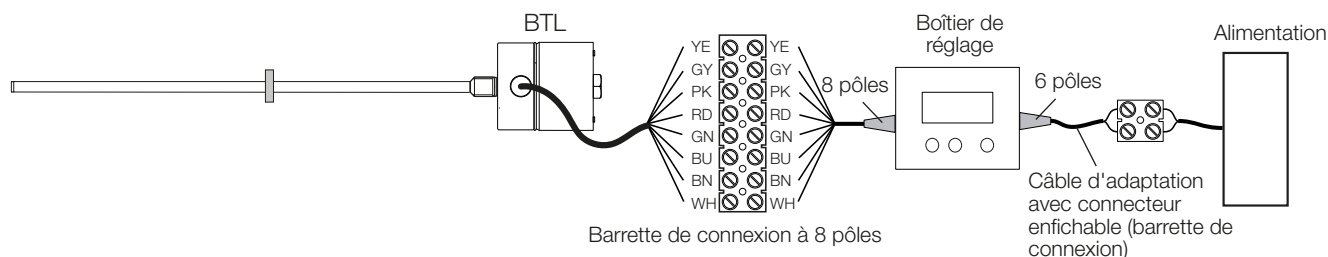 BTL
Boîtier de
réglage
Alimentation
YE YE
GY GY
PK PK
RD RD
GN GN
BU BU
BN BN
WH WH
8 pôles
6 pôles
Câble d'adaptation
avec connecteur
enfichable (barrette de
connexion)
Barrette de connexion à 8 pôles